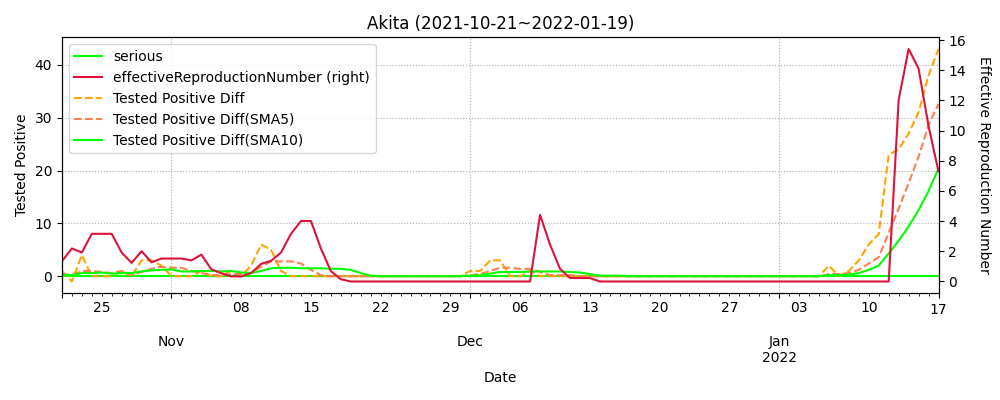 Akita (2021-10-21~2022-01-19)
serious
effectiveReproductionNumber (right)
Tested Positive Diff
Tested Positive Diff(SMA5)
Tested Positive Diff(SMA10)
Tested Positive
40
30
20
10
0
Effective Reproduction Number
16
14
12
10
8
6
4
2
0
25 08 15 22 29 06 13 20 27 03 10 17
Nov Dec Jan
2022
Date